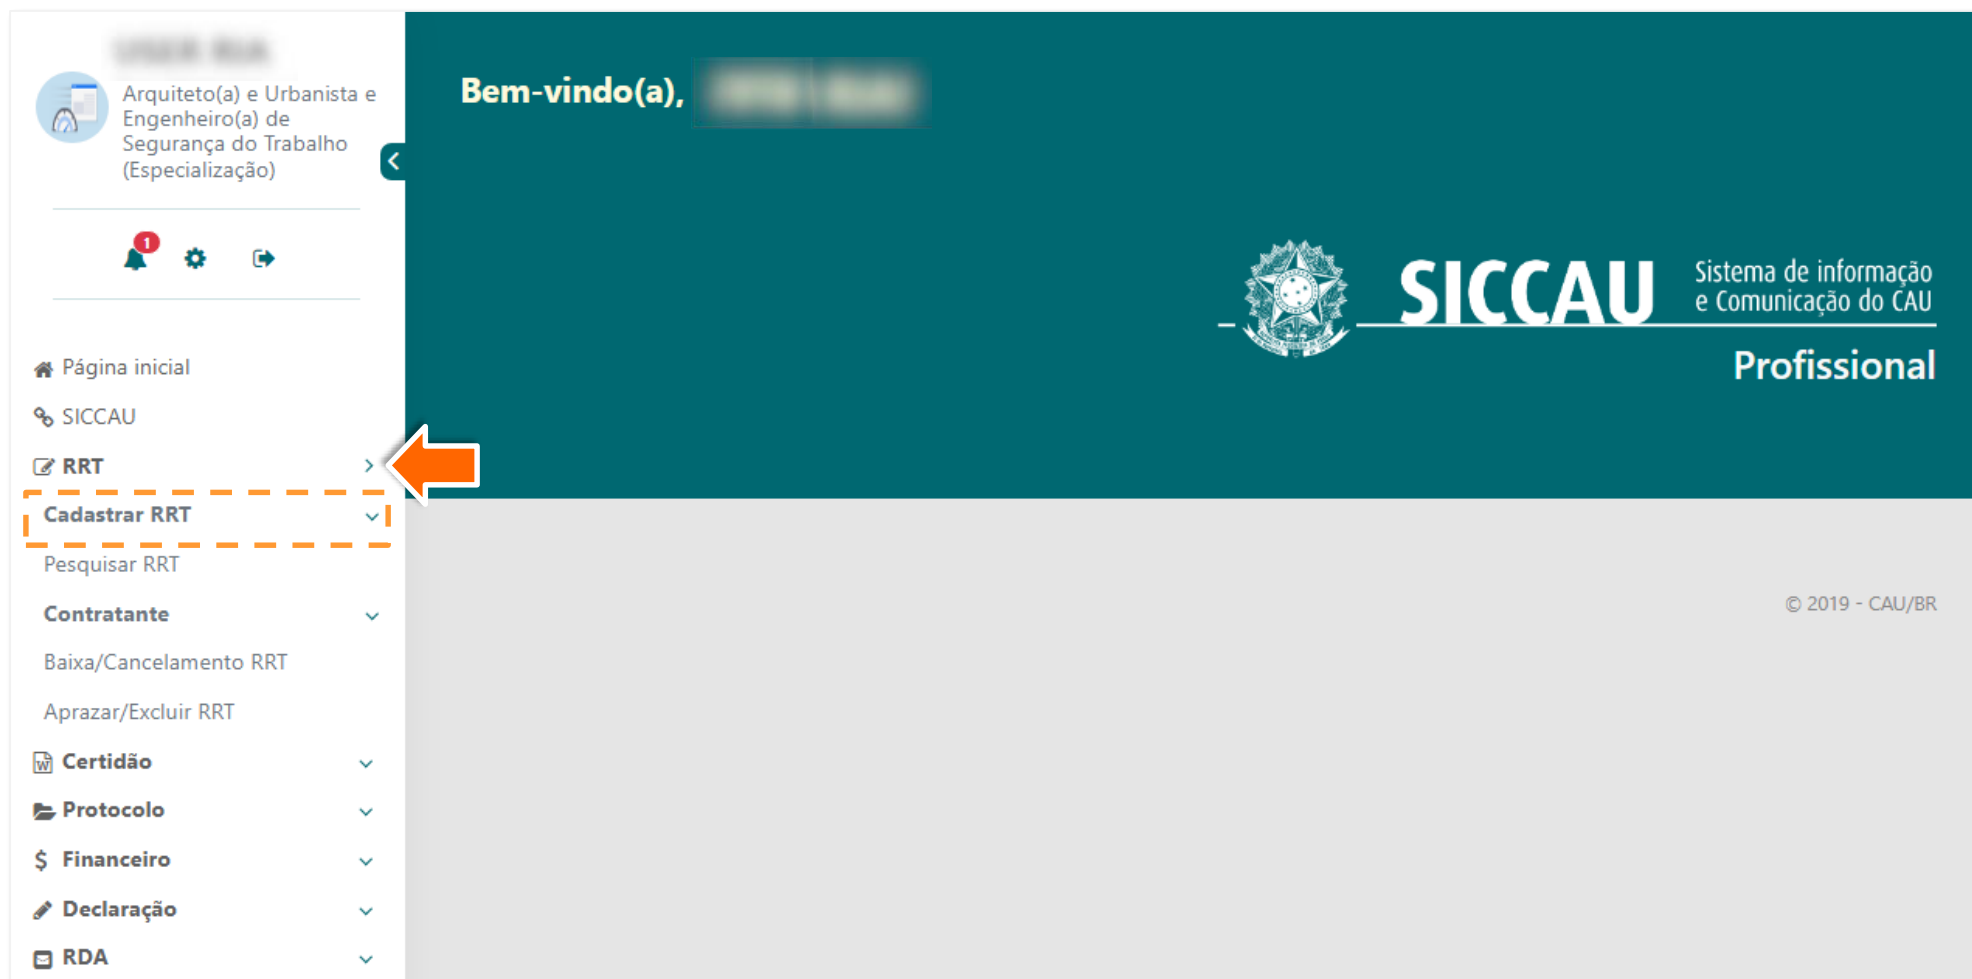 Arquiteto(a) e Urbanista e
Engenheiro(a) de
Segurança do Trabalho
(Especialização)
1
Página inicial
SICCAU
RRT
Cadastrar RRT
Pesquisar RRT
Contratante
Baixa/Cancelamento RRT
Aprazar/Excluir RRT
Certidão
Protocolo
$ Financeiro
Declaração
RDA
Bem-vindo(a),
SICCAU
Sistema de informação
e Comunicação do CAU
Profissional
© 2019 - CAU/BR